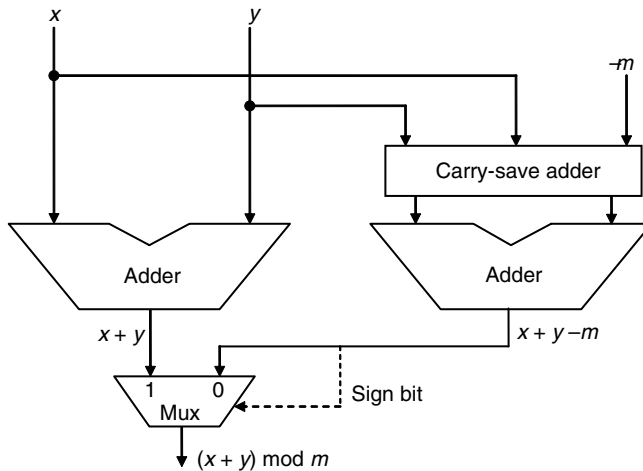 x
y
–m
Carry-save adder
Adder
Adder
x + y
x + y –m
1
0
Mux
Sign bit
(x + y) mod m